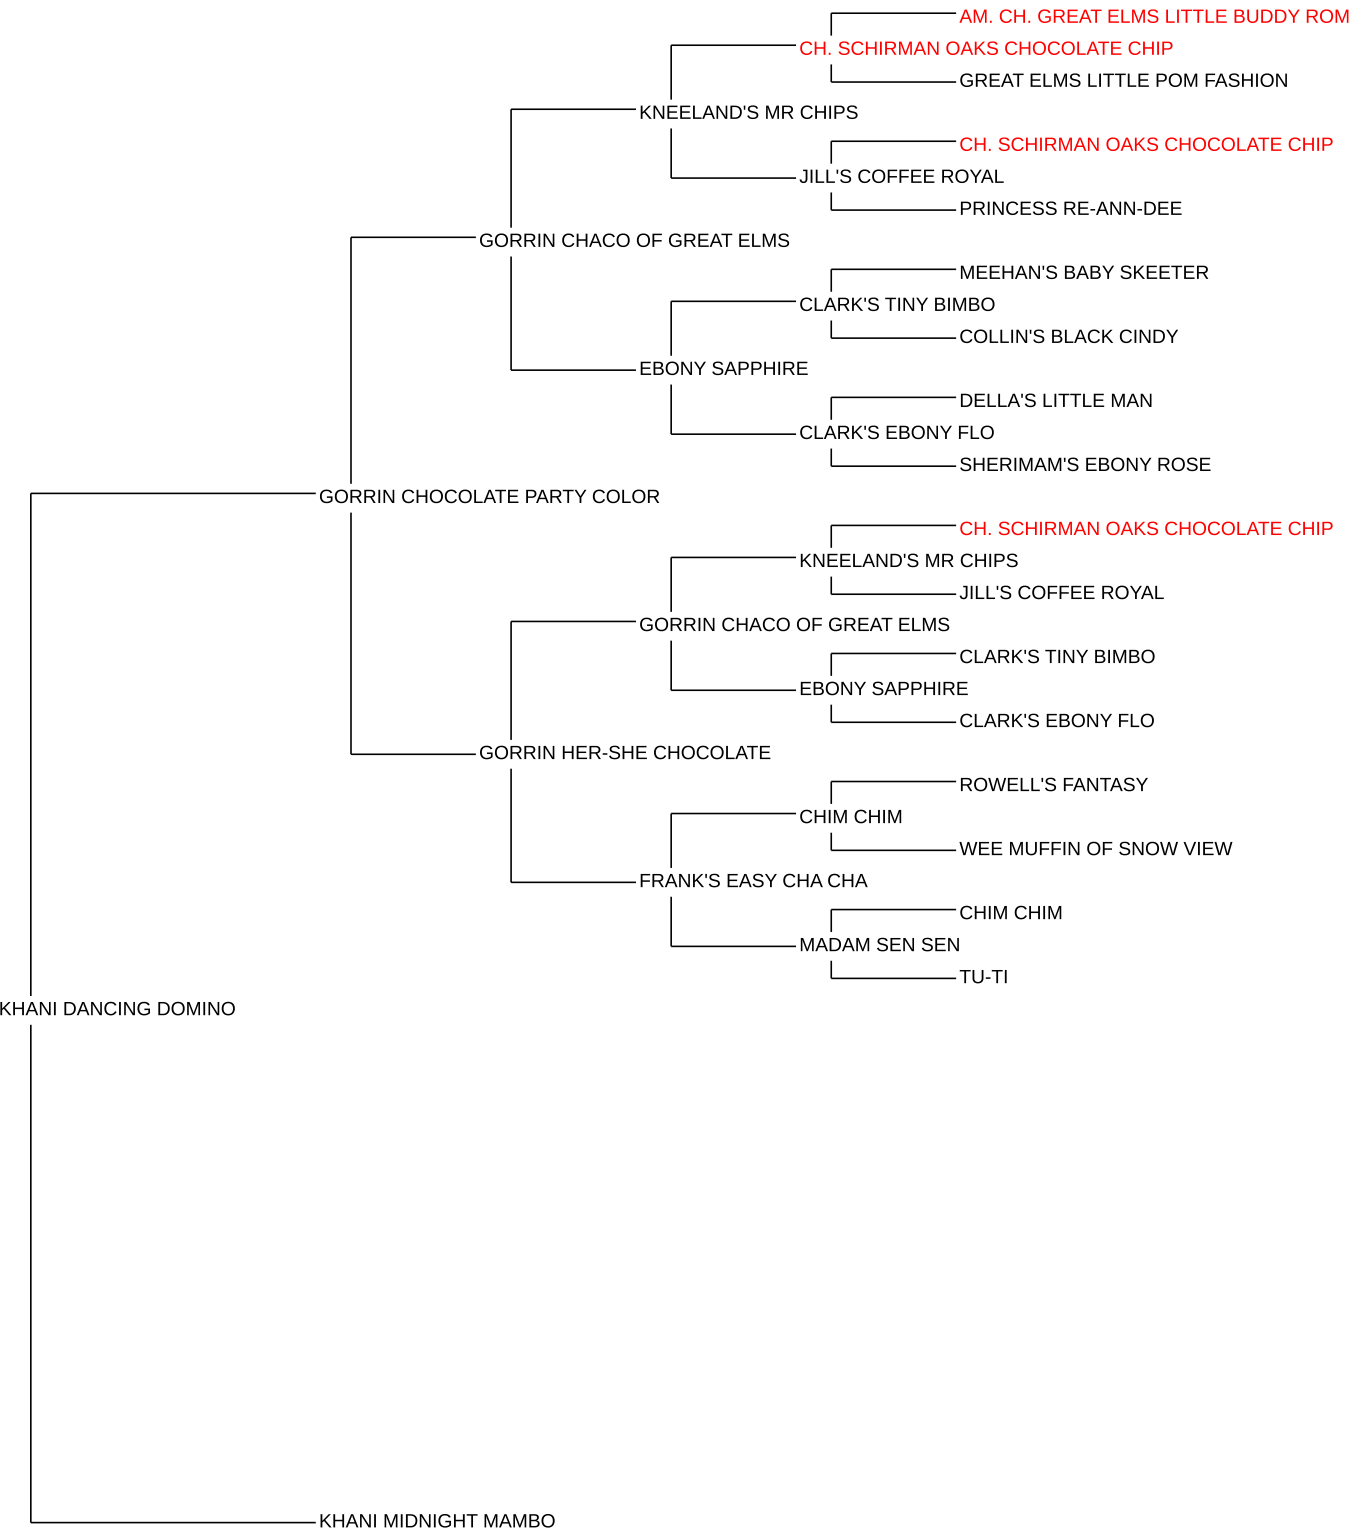 AM. CH. GREAT ELMS LITTLE BUDDY ROM
CH. SCHIRMAN OAKS CHOCOLATE CHIP
GREAT ELMS LITTLE POM FASHION
KNEELAND'S MR CHIPS
CH. SCHIRMAN OAKS CHOCOLATE CHIP
JILL'S COFFEE ROYAL
PRINCESS RE-ANN-DEE
GORRIN CHACO OF GREAT ELMS
MEEHAN'S BABY SKEETER
CLARK'S TINY BIMBO
COLLIN'S BLACK CINDY
EBONY SAPPHIRE
DELLA'S LITTLE MAN
CLARK'S EBONY FLO
SHERIMAM'S EBONY ROSE
GORRIN CHOCOLATE PARTY COLOR
CH. SCHIRMAN OAKS CHOCOLATE CHIP
KNEELAND'S MR CHIPS
JILL'S COFFEE ROYAL
GORRIN CHACO OF GREAT ELMS
CLARK'S TINY BIMBO
EBONY SAPPHIRE
CLARK'S EBONY FLO
GORRIN HER-SHE CHOCOLATE
ROWELL'S FANTASY
CHIM CHIM
WEE MUFFIN OF SNOW VIEW
FRANK'S EASY CHA CHA
CHIM CHIM
MADAM SEN SEN
TU-TI
KHANI DANCING DOMINO
KHANI MIDNIGHT MAMBO